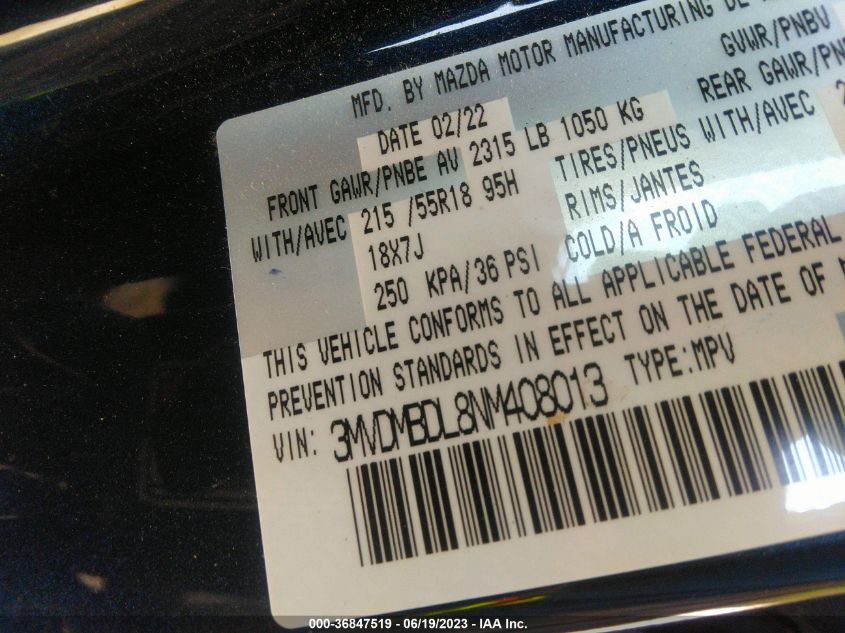 MFD. BY MAZDA MOTOR MANUFACTURING DE
DATE 02/22 GVWR/PNBV
FRONT GAWR/PNBE AV 2315 LB 1050 KG REAR GAWR/PNBE
WITH/AVEC 215 /55R18 95H TIRES/PNEUS WITH/AVEC
18X7J RIMS/JANTES
250 KPA/36 PSI COLD/A FROID
THIS VEHICLE CONFORMS TO ALL APPLICABLE FEDERAL
PREVENTION STANDARDS IN EFFECT ON THE DATE OF
VIN: 3MVDMBDL8NM408013 TYPE:MPV
000-36847519 - 06/19/2023 - IAA Inc.